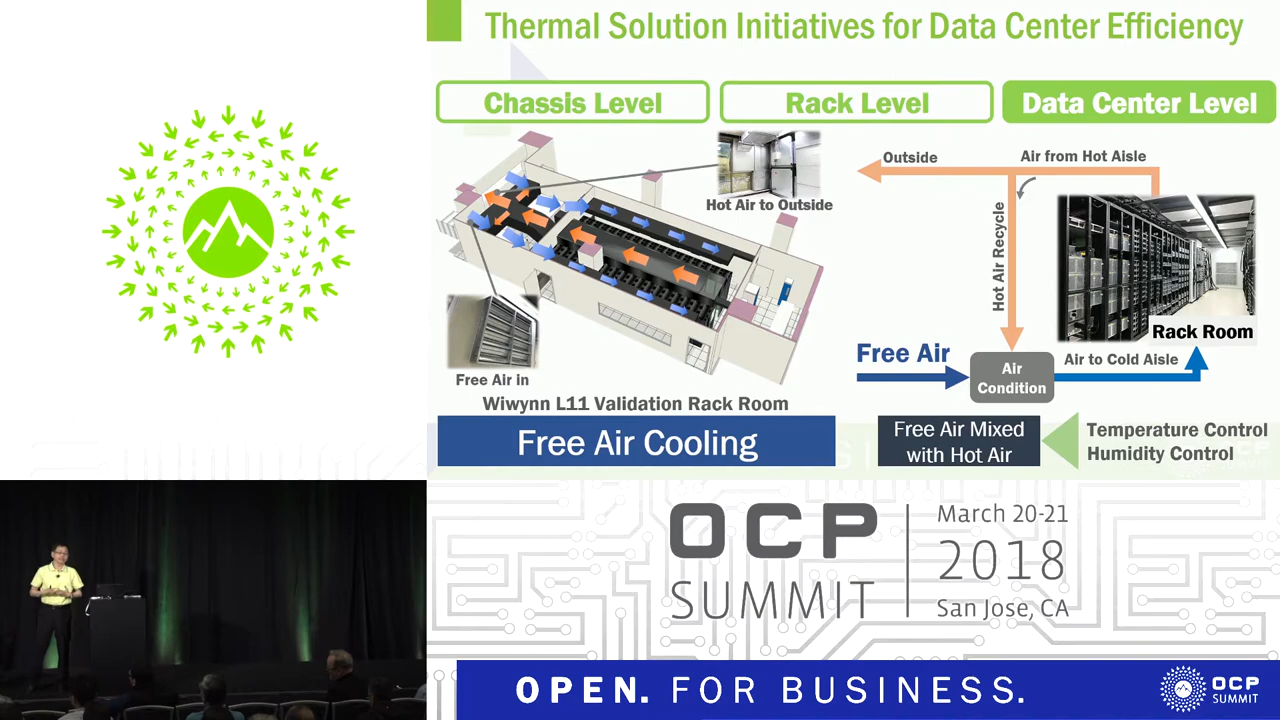 Thermal Solution Initiatives for Data Center Efficiency
Chassis Level
Rack Level
Data Center Level
Hot Air to Outside
Free Air in
Wiwynn L11 Validation Rack Room
Free Air Cooling
Outside
Air from Hot Aisle
Hot Air Recycle
Rack Room
Free Air
Air
Condition
Air to Cold Aisle
Free Air Mixed
with Hot Air
Temperature Control
Humidity Control
OCP
SUMMIT
March 20-21
2018
San Jose, CA
OPEN. FOR BUSINESS.
OCP
SUMMIT